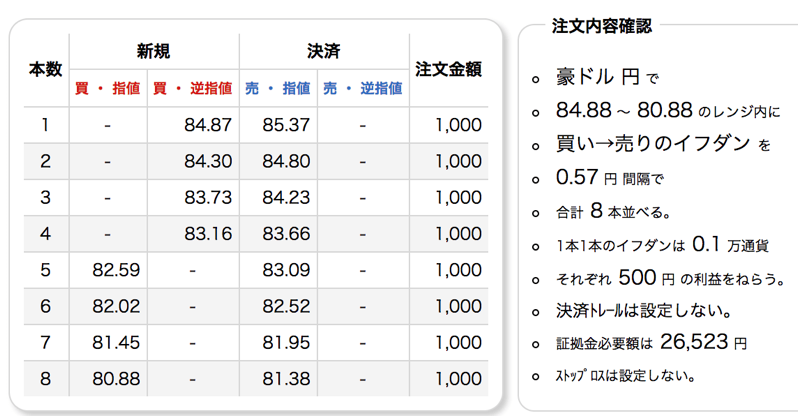 本数 新規 決済 注文金額
買・指値 買・逆指値 売・指値 売・逆指値
1 - 84.87 85.37 - 1,000
2 - 84.30 84.80 - 1,000
3 - 83.73 84.23 - 1,000
4 - 83.16 83.66 - 1,000
5 82.59 - 83.09 - 1,000
6 82.02 - 82.52 - 1,000
7 81.45 - 81.95 - 1,000
8 80.88 - 81.38 - 1,000
注文内容確認
豪ドル 円 で
84.88 〜 80.88 のレンジ内に
買い→売りのイフダン を
0.57 円 間隔で
合計 8 本並べる。
1本1本のイフダンは 0.1 万通貨
それぞれ 500 円 の利益をねらう。
決済ﾄﾚｰﾙは設定しない。
証拠金必要額は 26,523 円
ｽﾄｯﾌﾟﾛｽは設定しない。